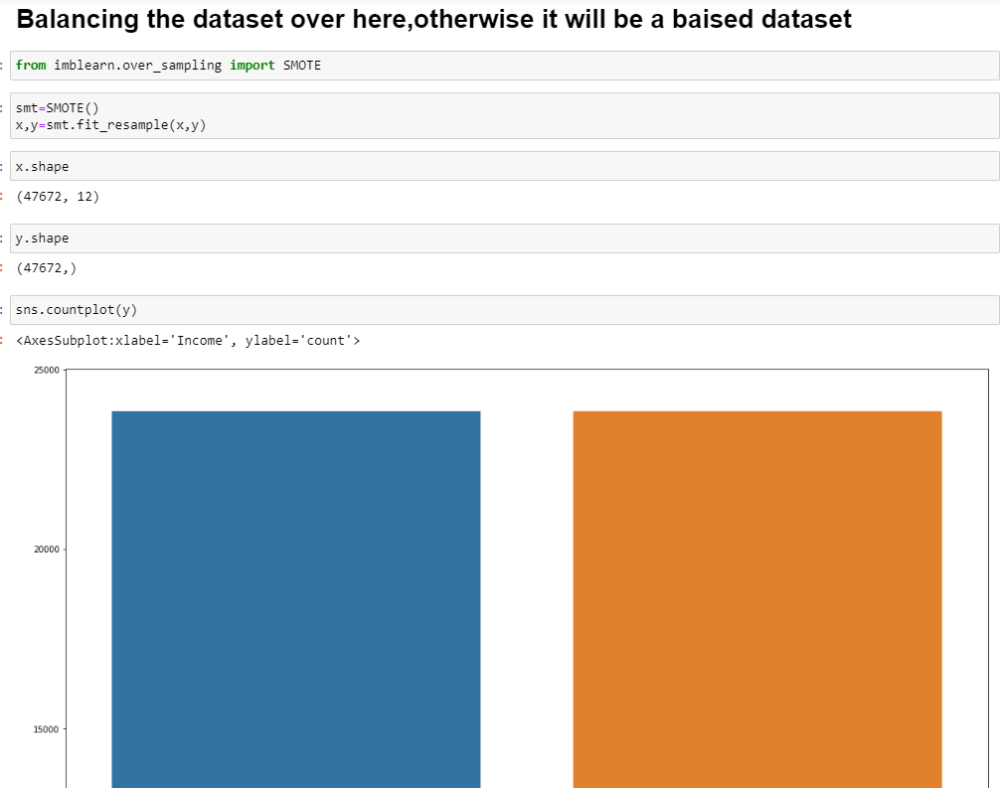 Balancing the dataset over here,otherwise it will be a baised dataset
: from imblearn.over_sampling import SMOTE
: smt=SMOTE()
x,y=smt.fit_resample(x,y)
: x.shape
: (47672, 12)
: y.shape
: (47672,)
: sns.countplot(y)
: <AxesSubplot:xlabel='Income', ylabel='count'>
25000
20000
15000